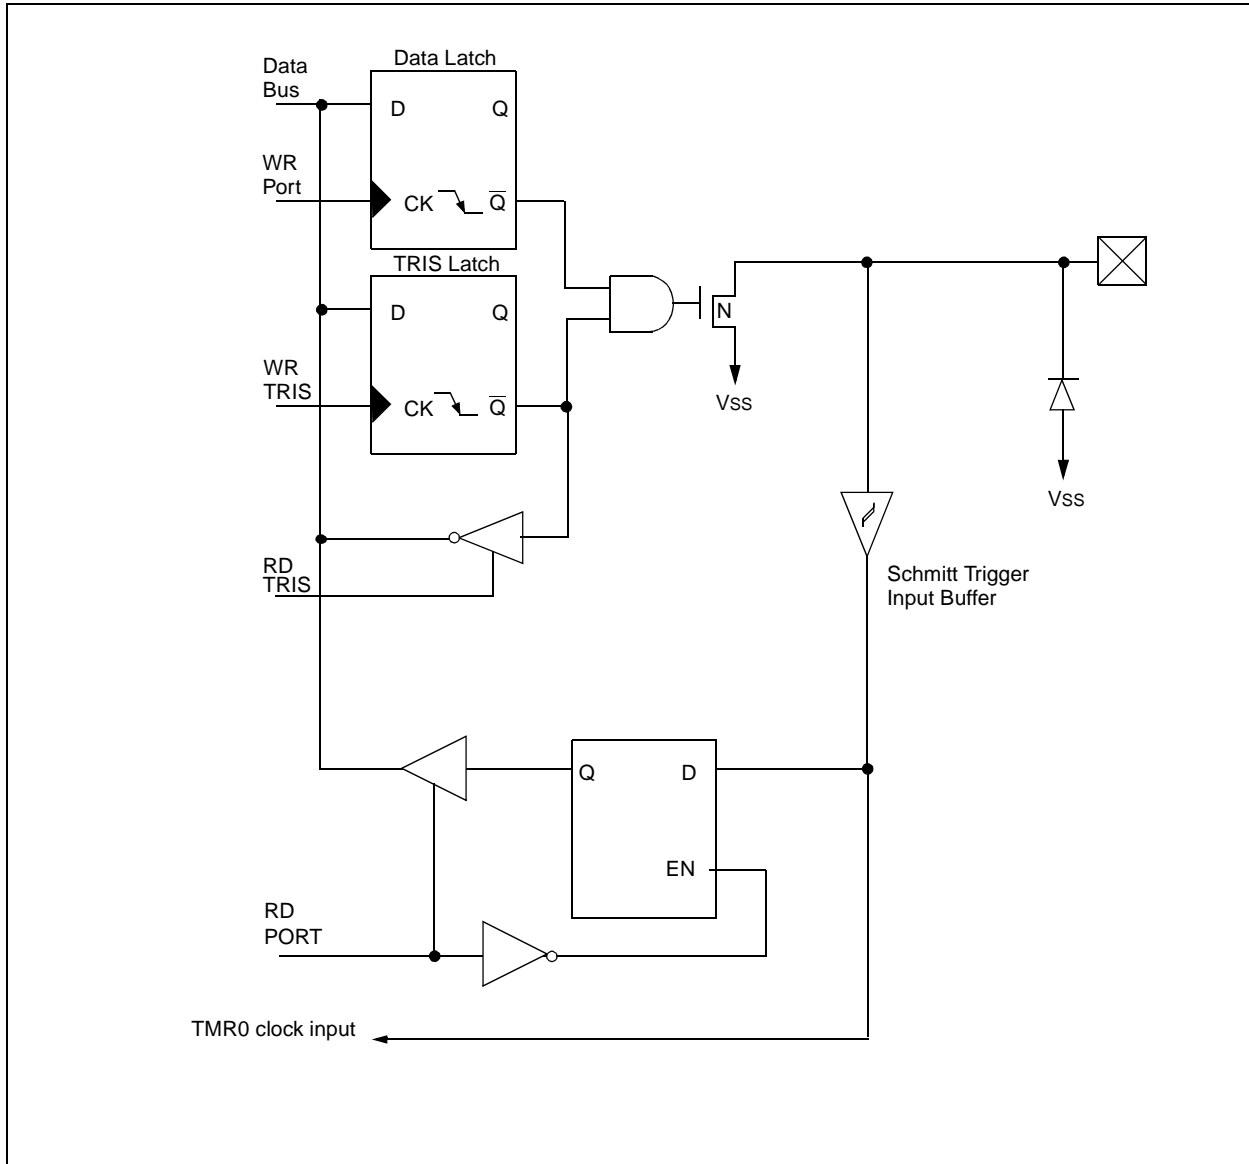 Data Latch
Data
Bus
D
Q
WR
Port
CK
Q̅
TRIS Latch
D
Q
N
WR
TRIS
CK
Q̅
VSS
VSS
RD
TRIS
Schmitt Trigger
Input Buffer
Q
D
EN
RD
PORT
TMR0 clock input